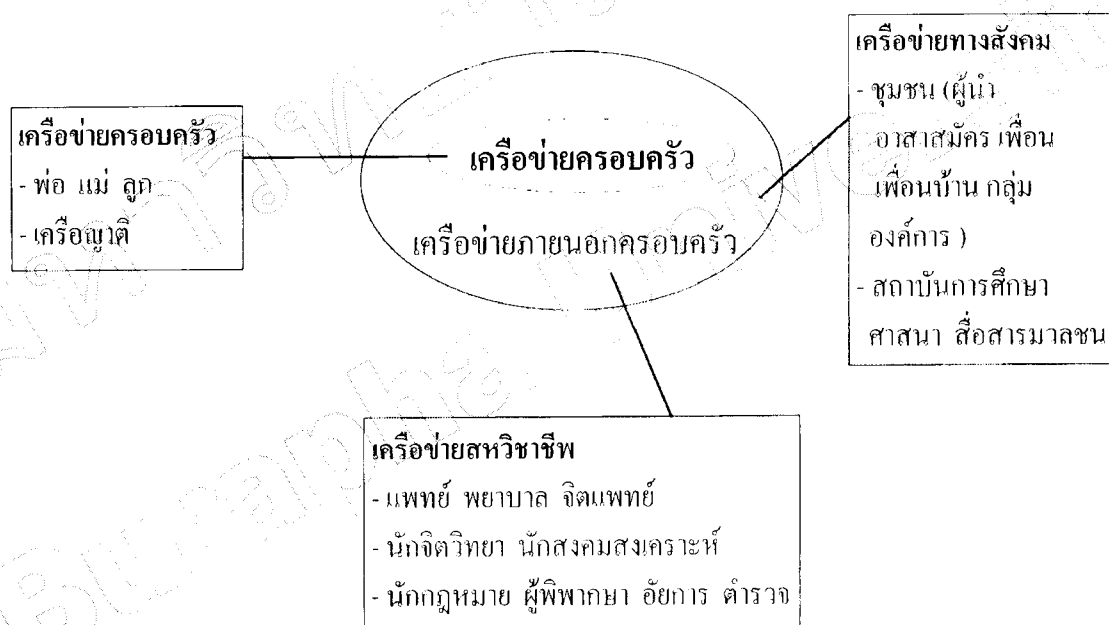 เครือข่ายครอบครัว
- พ่อ แม่ ลูก
- เครือญาติ
เครือข่ายครอบครัว
เครือข่ายภายนอกครอบครัว
เครือข่ายทางสังคม
- ชุมชน (ผู้นำ
อาสาสมัคร เพื่อน
เพื่อนบ้าน กลุ่ม
องค์การ )
- สถาบันการศึกษา
ศาสนา สื่อสารมวลชน
เครือข่ายสหวิชาชีพ
- แพทย์ พยาบาล จิตแพทย์
- นักจิตวิทยา นักสงคมสงเคราะห์
- นักกฎหมาย ผู้พิพากษา อัยการ ตำรวจ
Burapha